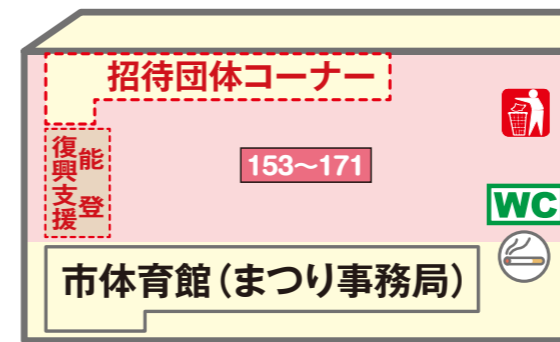 招待団体コーナー
能登
復興支援
153〜171
WC
市体育館（まつり事務局）